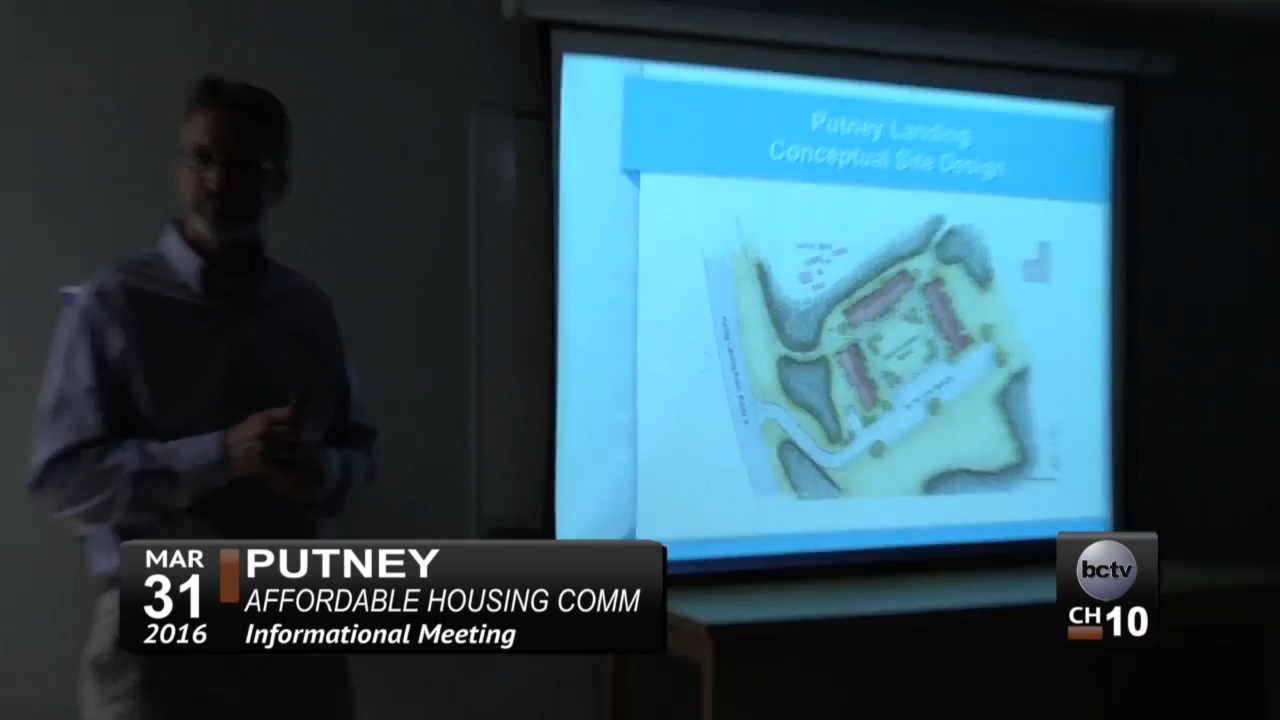 Putney Landing
Conceptual Site Design
MAR
31
2016
PUTNEY
AFFORDABLE HOUSING COMM
Informational Meeting
bctv
CH 10